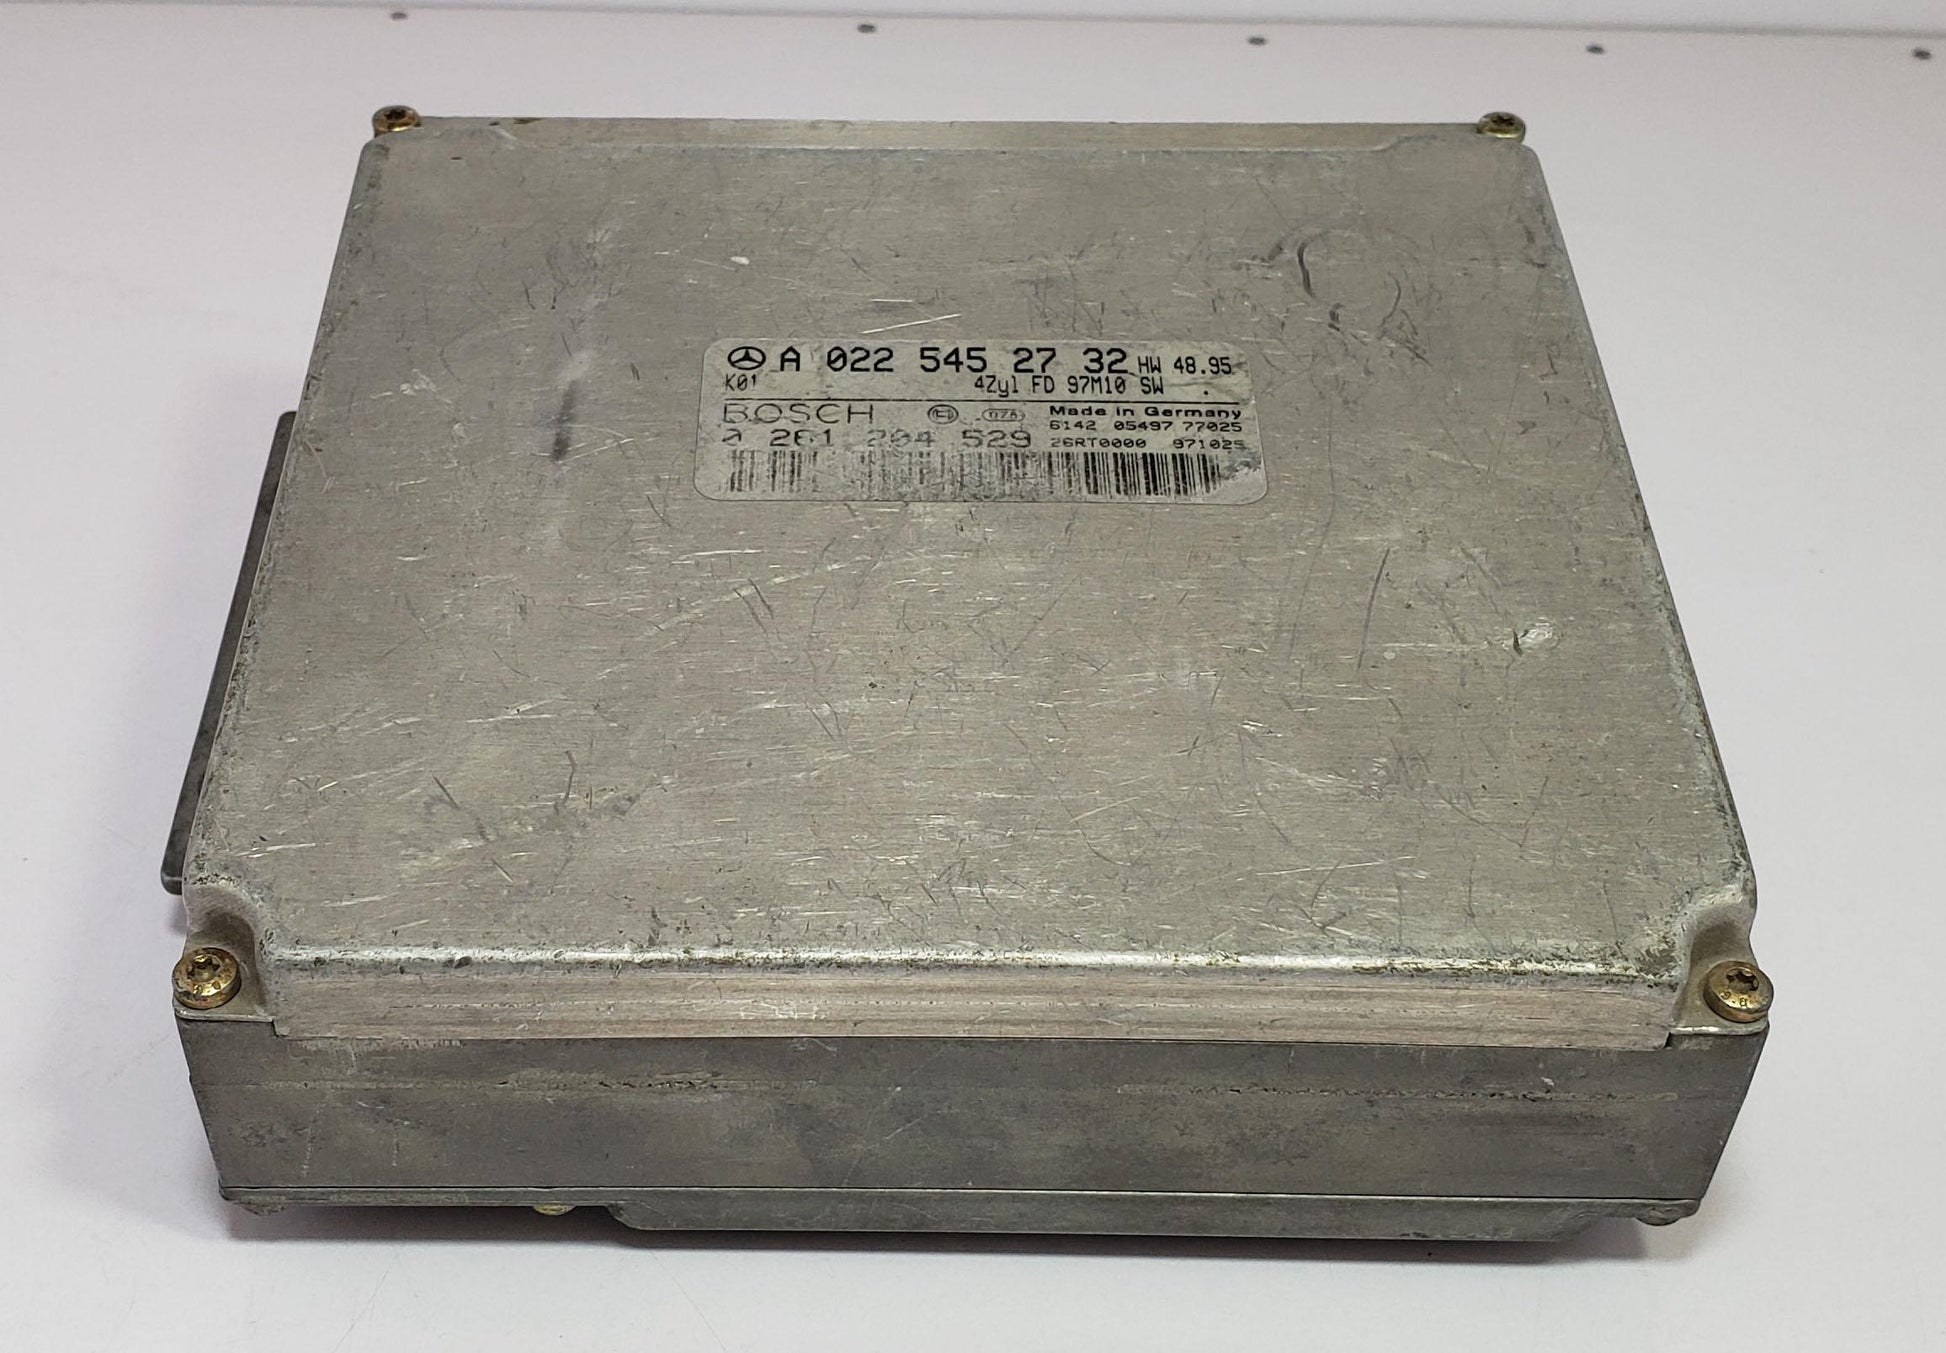 A 022 545 27 32 HW 48.95
K01 4Zyl FD 97M10 SW .
BOSCH Made in Germany
6142 05497 77025
0 261 204 529 26RT0000 971025